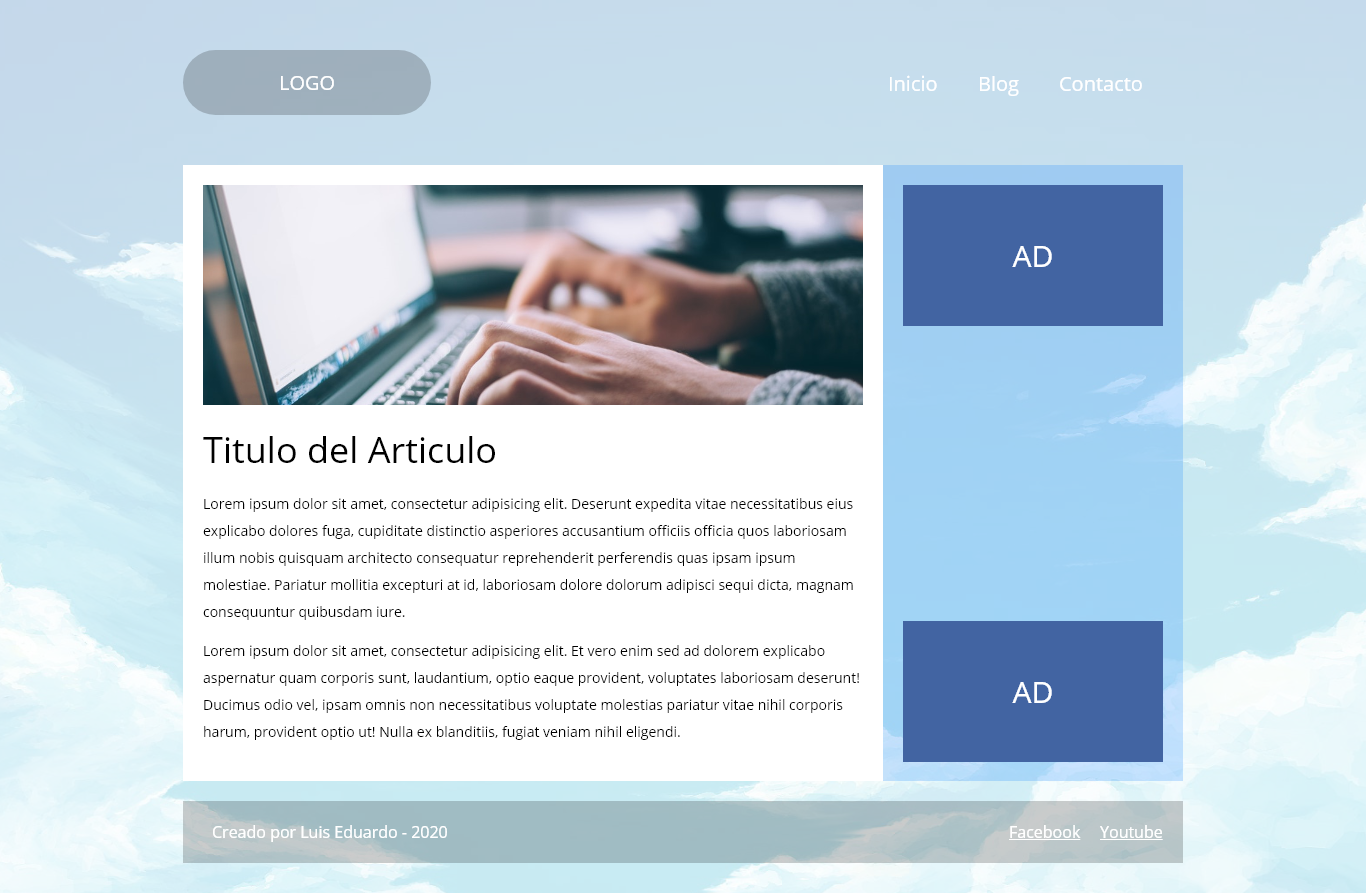 LOGO
Inicio Blog Contacto
AD
Titulo del Articulo
Lorem ipsum dolor sit amet, consectetur adipisicing elit. Deserunt expedita vitae necessitatibus eius
explicabo dolores fuga, cupiditate distinctio asperiores accusantium officiis officia quos laboriosam
illum nobis quisquam architecto consequatur reprehenderit perferendis quas ipsam ipsum
molestiae. Pariatur mollitia excepturi at id, laboriosam dolore dolorum adipisci sequi dicta, magnam
consequuntur quibusdam iure.
Lorem ipsum dolor sit amet, consectetur adipisicing elit. Et vero enim sed ad dolorem explicabo
aspernatur quam corporis sunt, laudantium, optio eaque provident, voluptates laboriosam deserunt!
Ducimus odio vel, ipsam omnis non necessitatibus voluptate molestias pariatur vitae nihil corporis
harum, provident optio ut! Nulla ex blanditiis, fugiat veniam nihil eligendi.
AD
Creado por Luis Eduardo - 2020
Facebook Youtube